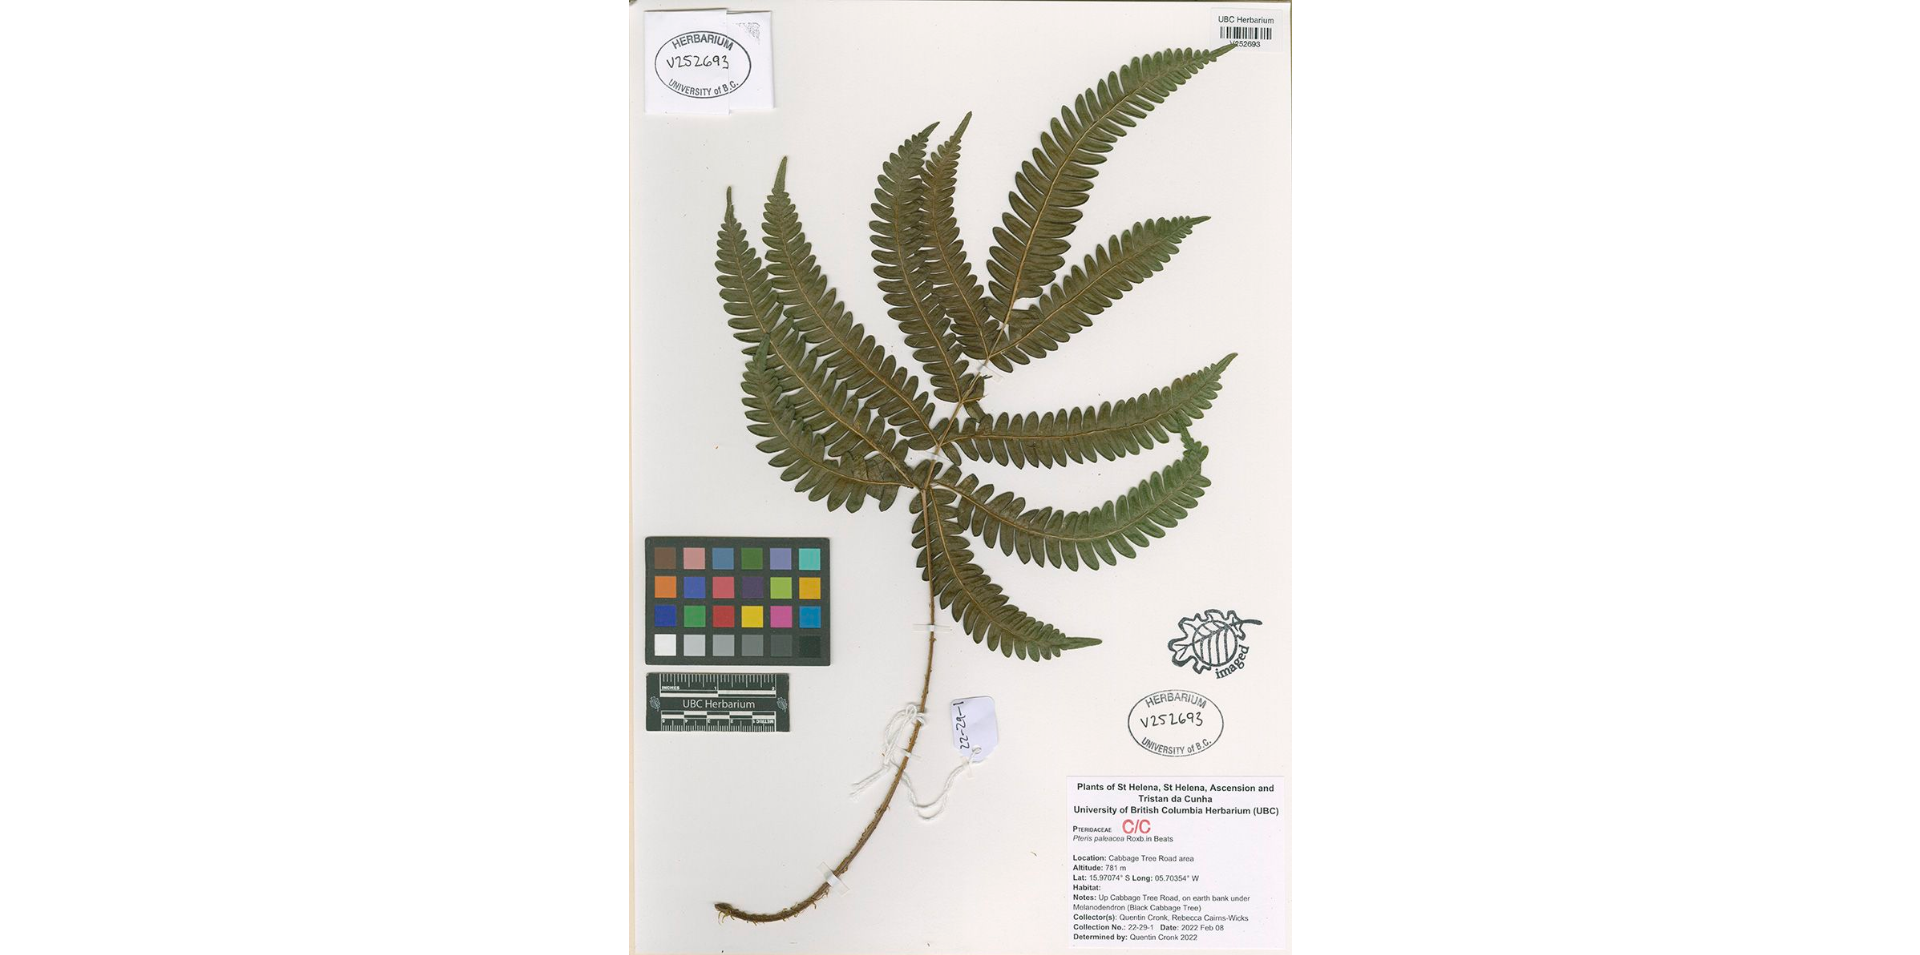 HERBARIUM
V252693
UNIVERSITY of B.C.
UBC Herbarium
V252693
INCHES
1
UBC Herbarium
METRIC
22-29-1
imaged
HERBARIUM
V252693
UNIVERSITY of B.C.
Plants of St Helena, St Helena, Ascension and
Tristan da Cunha
University of British Columbia Herbarium (UBC)
PTERIDACEAE C/C
Pteris paleacea Roxb.in Beats
Location: Cabbage Tree Road area
Altitude: 781 m
Lat: 15.97074° S Long: 05.70354° W
Habitat:
Notes: Up Cabbage Tree Road, on earth bank under
Melanodendron (Black Cabbage Tree)
Collector(s): Quentin Cronk, Rebecca Cairns-Wicks
Collection No.: 22-29-1 Date: 2022 Feb 08
Determined by: Quentin Cronk 2022